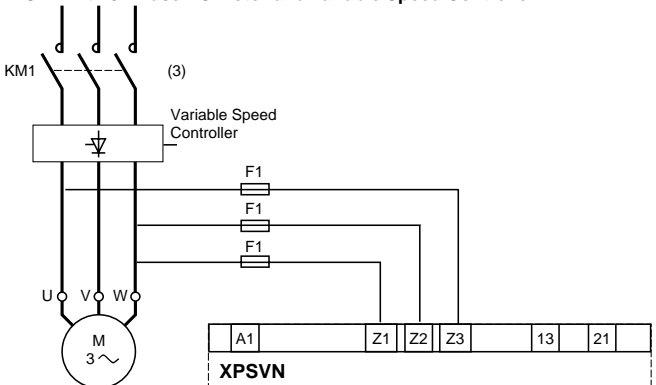 KM1
(3)
Variable Speed
Controller
F1
F1
F1
U V W
M
3
A1 Z1 Z2 Z3 13 21
XPSVN